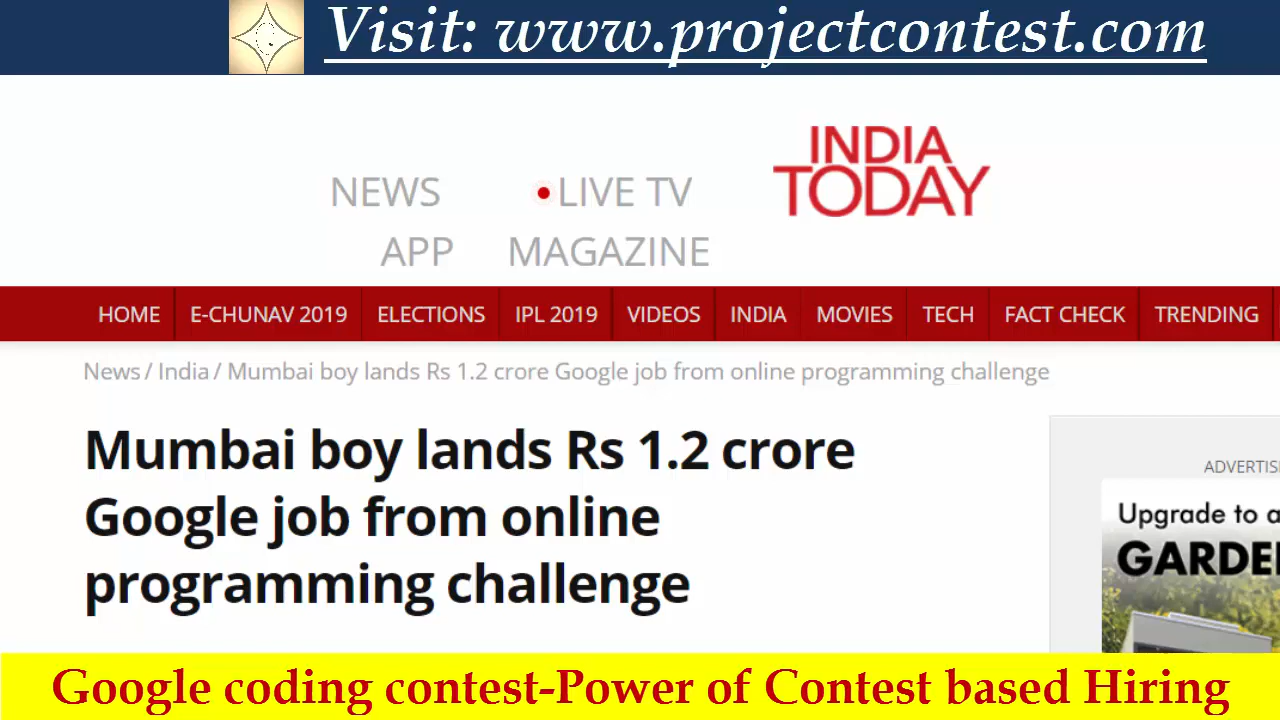 Visit: www.projectcontest.com
INDIA
TODAY
NEWS
LIVE TV
APP
MAGAZINE
HOME E-CHUNAV 2019 ELECTIONS IPL 2019 VIDEOS INDIA MOVIES TECH FACT CHECK TRENDING
News / India / Mumbai boy lands Rs 1.2 crore Google job from online programming challenge
Mumbai boy lands Rs 1.2 crore
Google job from online
programming challenge
ADVERTIS
Upgrade to a
GARDE
Google coding contest-Power of Contest based Hiring